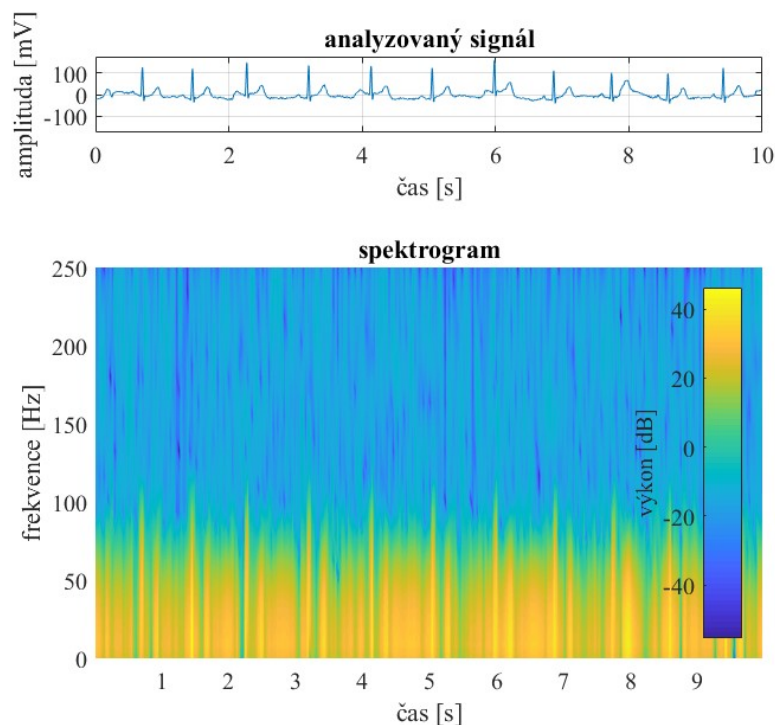 analyzovaný signál
amplituda [mV]
100
0
-100
0 2 4 6 8 10
čas [s]
spektrogram
frekvence [Hz]
250
200
150
100
50
0
výkon [dB]
40
20
0
-20
-40
1 2 3 4 5 6 7 8 9
čas [s]